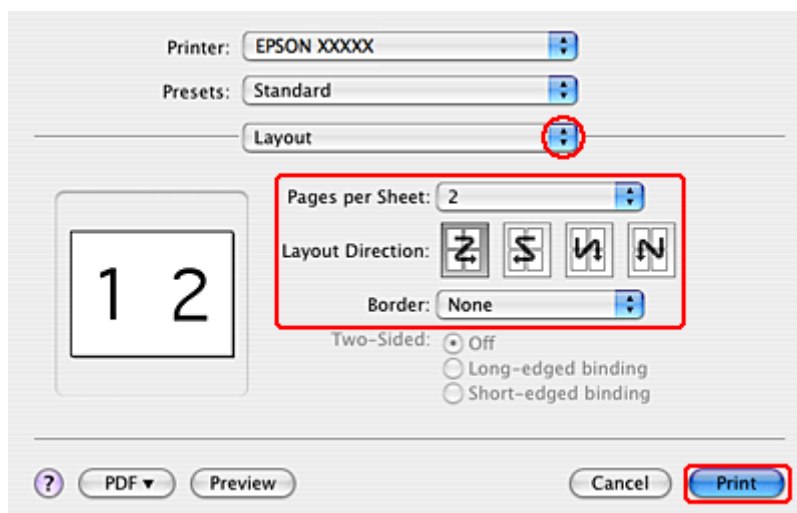 Printer: EPSON XXXXX
Presets: Standard
Layout
Pages per Sheet: 2
Layout Direction:
Border: None
Two-Sided: Off
Long-edged binding
Short-edged binding
1 2
? PDF Preview Cancel Print